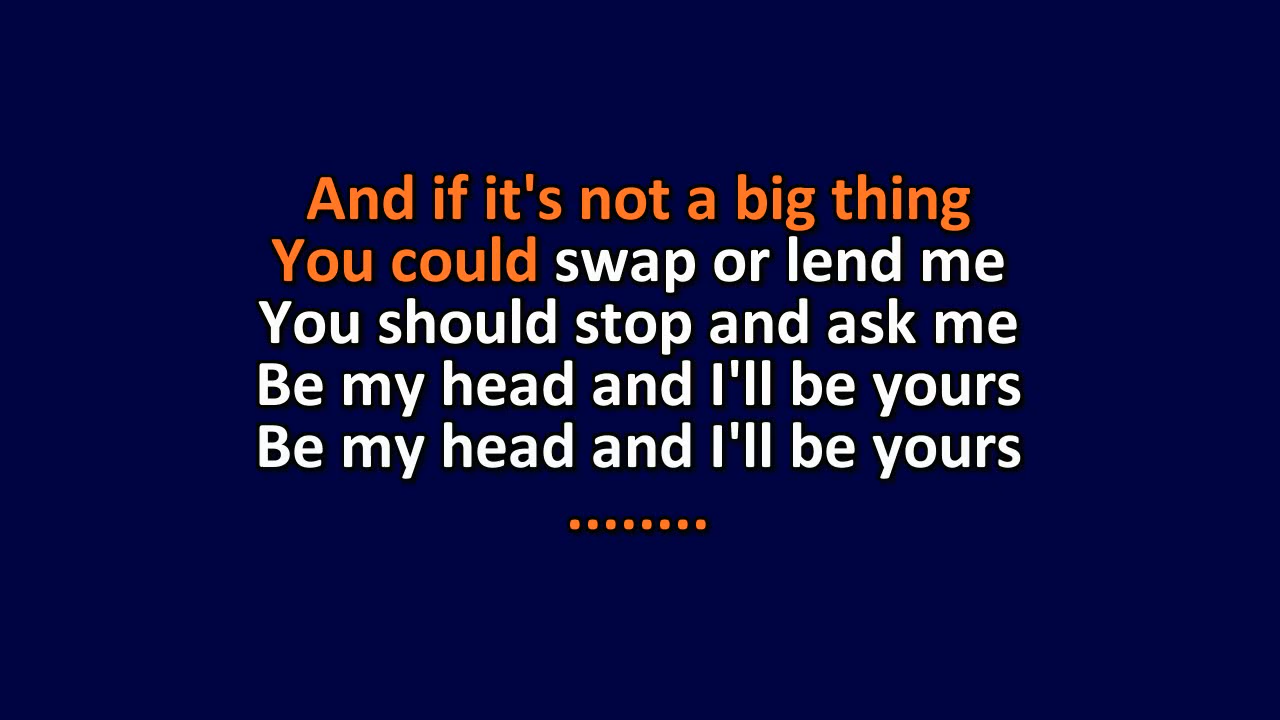 And if it's not a big thing
You could swap or lend me
You should stop and ask me
Be my head and I'll be yours
Be my head and I'll be yours
........